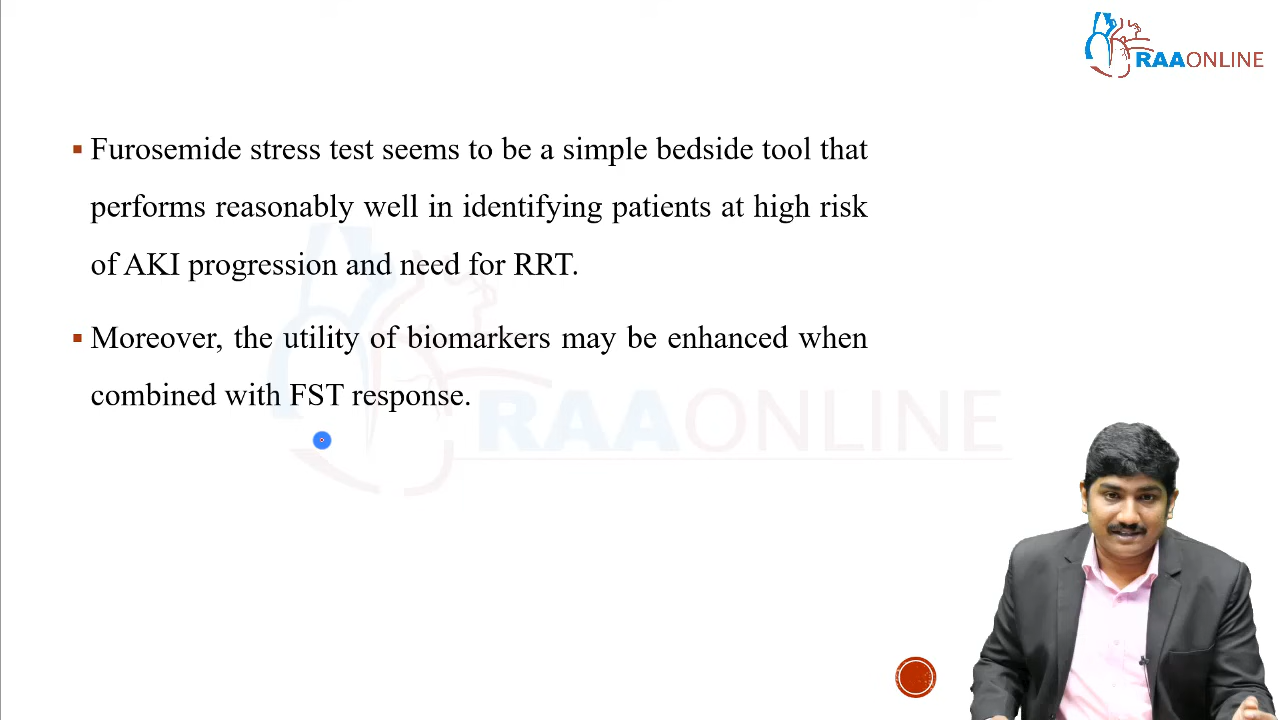 RAAONLINE
Furosemide stress test seems to be a simple bedside tool that
performs reasonably well in identifying patients at high risk
of AKI progression and need for RRT.
Moreover, the utility of biomarkers may be enhanced when
combined with FST response.
RAAONLINE